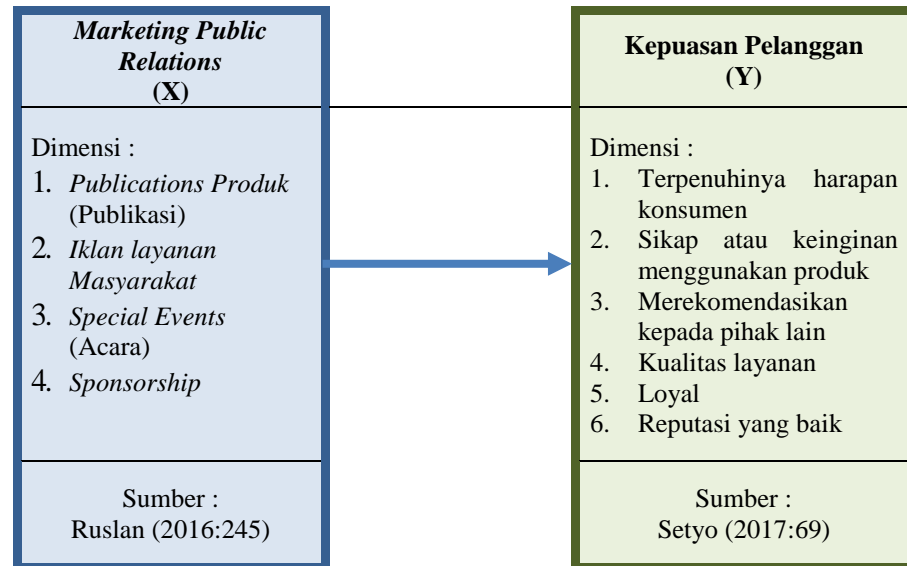 Marketing Public
Relations
(X)
Dimensi :
1. Publications Produk
(Publikasi)
2. Iklan layanan
Masyarakat
3. Special Events
(Acara)
4. Sponsorship
Sumber :
Ruslan (2016:245)
Kepuasan Pelanggan
(Y)
Dimensi :
1. Terpenuhinya harapan
konsumen
2. Sikap atau keinginan
menggunakan produk
3. Merekomendasikan
kepada pihak lain
4. Kualitas layanan
5. Loyal
6. Reputasi yang baik
Sumber :
Setyo (2017:69)